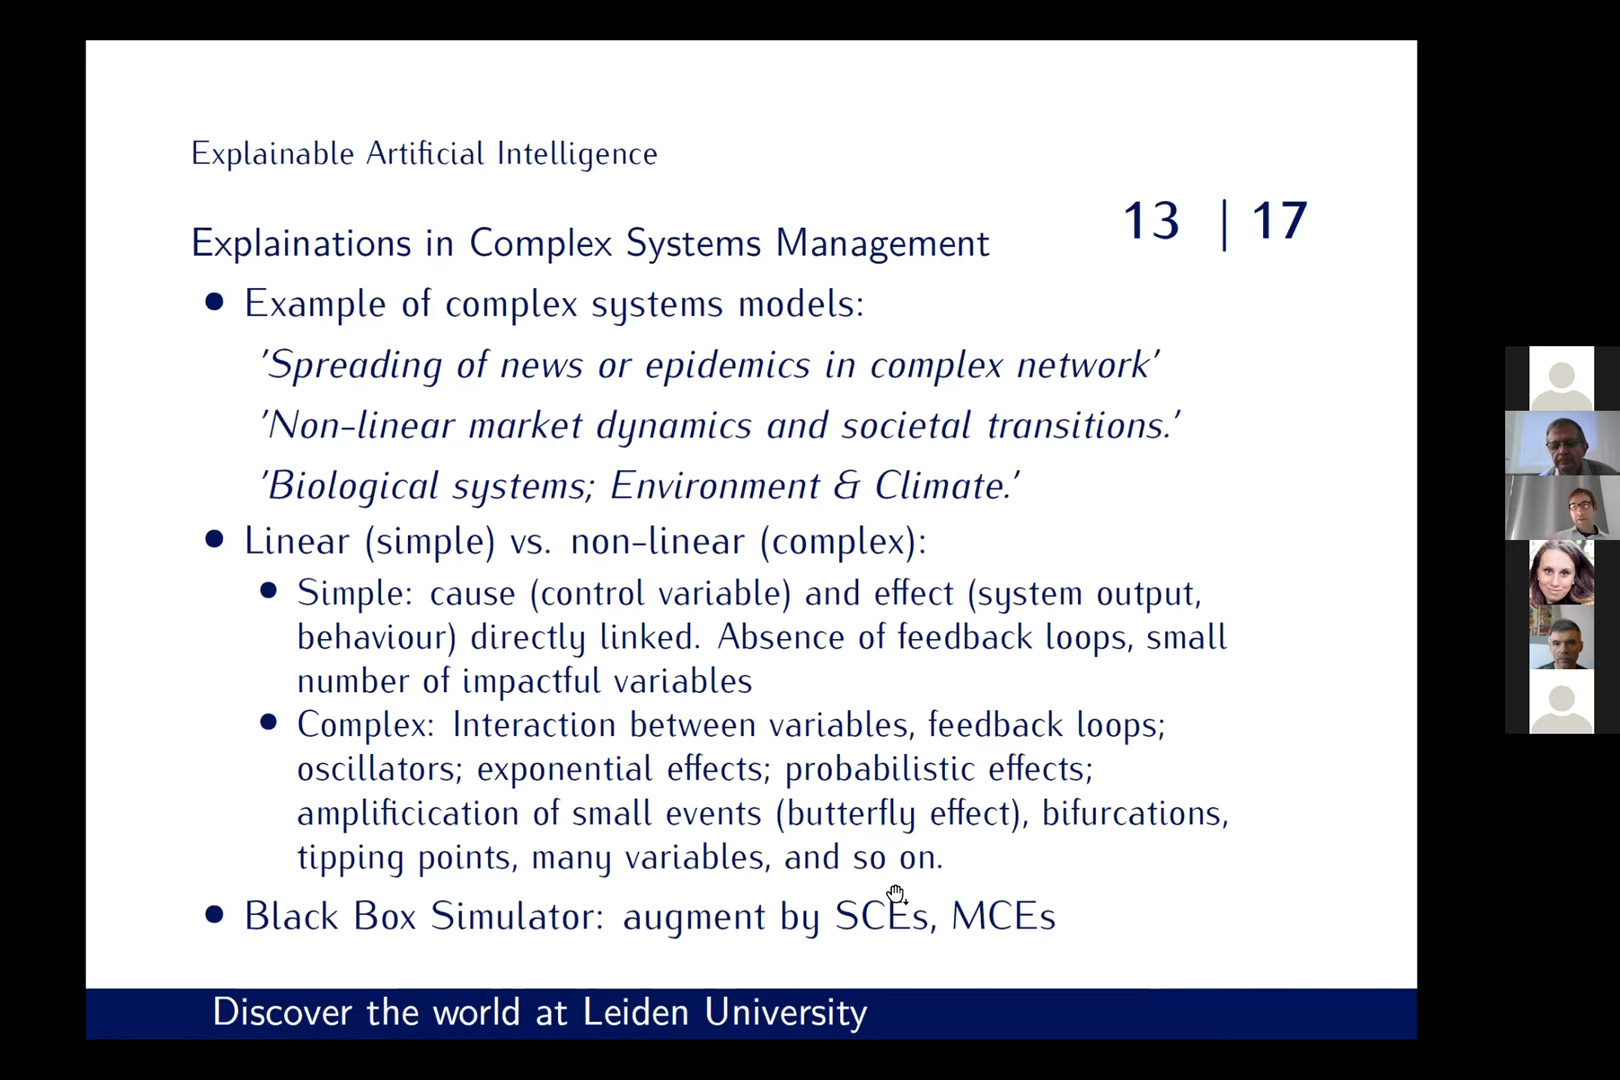 Explainable Artificial Intelligence
13 | 17
Explainations in Complex Systems Management
• Example of complex systems models:
'Spreading of news or epidemics in complex network'
'Non-linear market dynamics and societal transitions.'
'Biological systems; Environment & Climate.'
• Linear (simple) vs. non-linear (complex):
• Simple: cause (control variable) and effect (system output,
behaviour) directly linked. Absence of feedback loops, small
number of impactful variables
• Complex: Interaction between variables, feedback loops;
oscillators; exponential effects; probabilistic effects;
amplificication of small events (butterfly effect), bifurcations,
tipping points, many variables, and so on.
• Black Box Simulator: augment by SCEs, MCEs
Discover the world at Leiden University